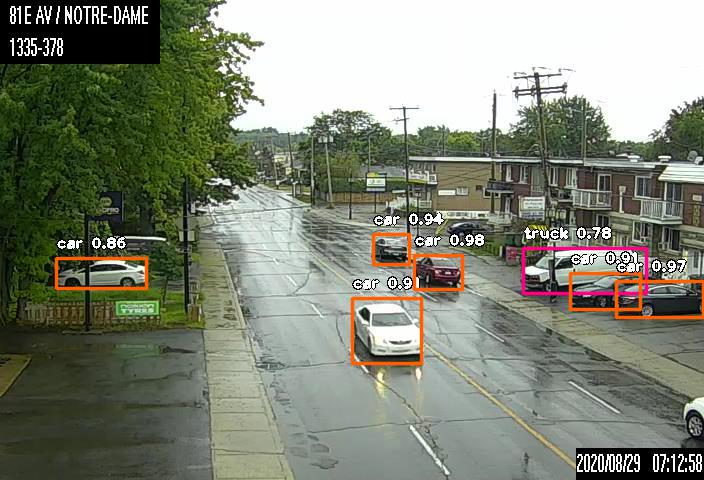 81E AV / NOTRE-DAME
1335-378
car 0.94
car 0.86
car 0.98
truck 0.78
car 0.91
car 0.97
car 0.9
TYRES
2020/08/29 07:12:58